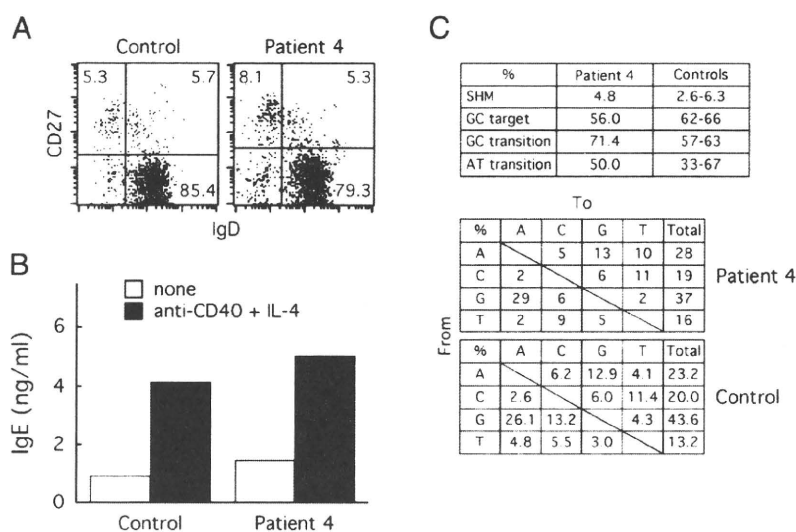 A
Control
Patient 4
5.3
5.7
8.1
5.3
85.4
79.3
CD27
IgD
B
none
anti-CD40 + IL-4
IgE (ng/ml)
6
4
2
0
Control
Patient 4
C
% Patient 4 Controls
SHM 4.8 2.6-6.3
GC target 56.0 62-66
GC transition 71.4 57-63
AT transition 50.0 33-67
To
From
% A C G T Total
A 5 13 10 28
C 2 6 11 19
G 29 6 2 37
T 2 9 5 16
Patient 4
% A C G T Total
A 6.2 12.9 4.1 23.2
C 2.6 6.0 11.4 20.0
G 26.1 13.2 4.3 43.6
T 4.8 5.5 3.0 13.2
Control